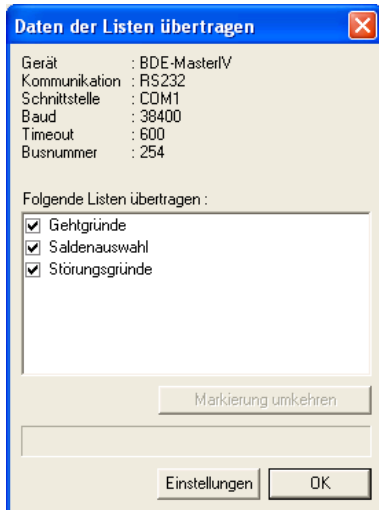 Daten der Listen übertragen
Gerät : BDE-MasterIV
Kommunikation : RS232
Schnittstelle : COM1
Baud : 38400
Timeout : 600
Busnummer : 254
Folgende Listen übertragen :
Gehtgründe
Saldenauswahl
Störungsgründe
Markierung umkehren
Einstellungen OK